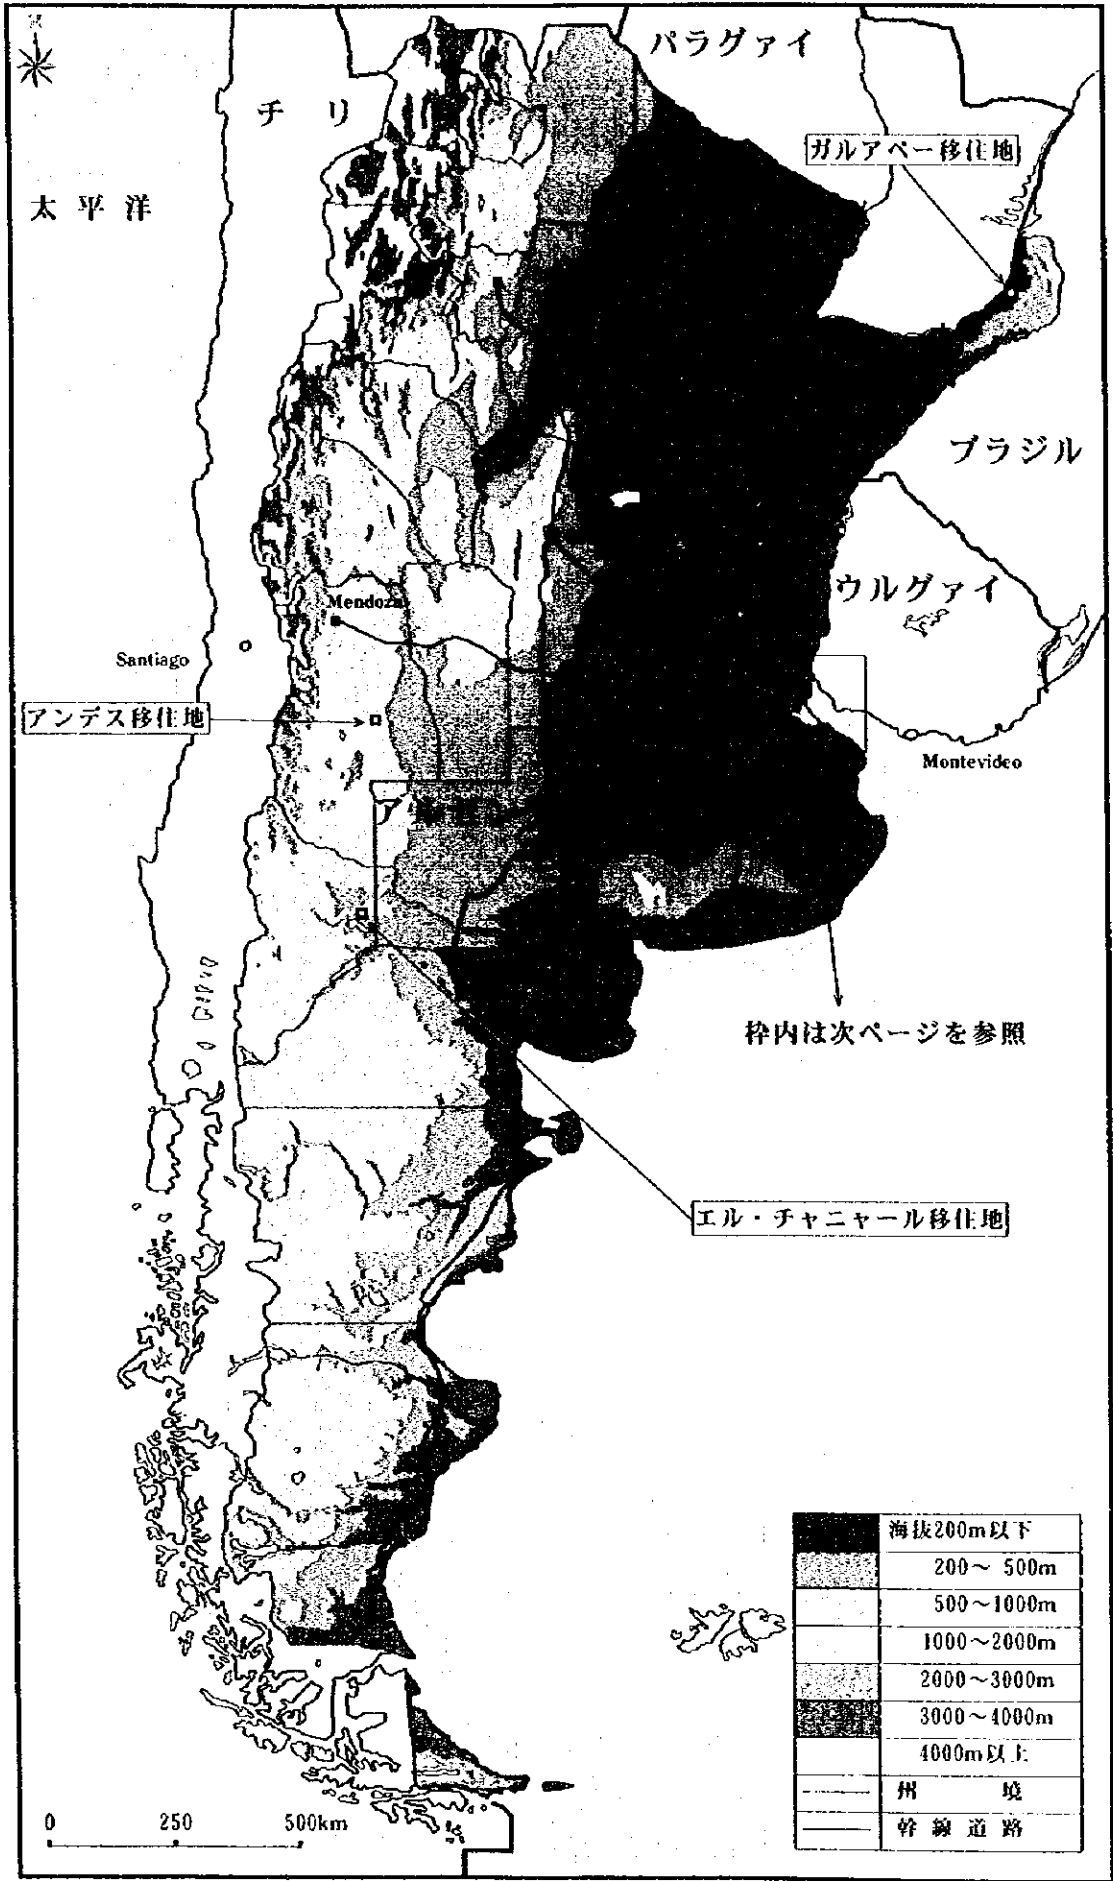 パラグァイ
チリ
ガルアペー移住地
太平洋
ブラジル
Mendoza
ウルグァイ
Santiago
アンデス移住地
Montevideo
枠内は次ページを参照
エル・チャニャール移住地
海抜200m以下
200～500m
500～1000m
1000～2000m
2000～3000m
3000～4000m
4000m以上
州境
幹線道路
0 250 500km